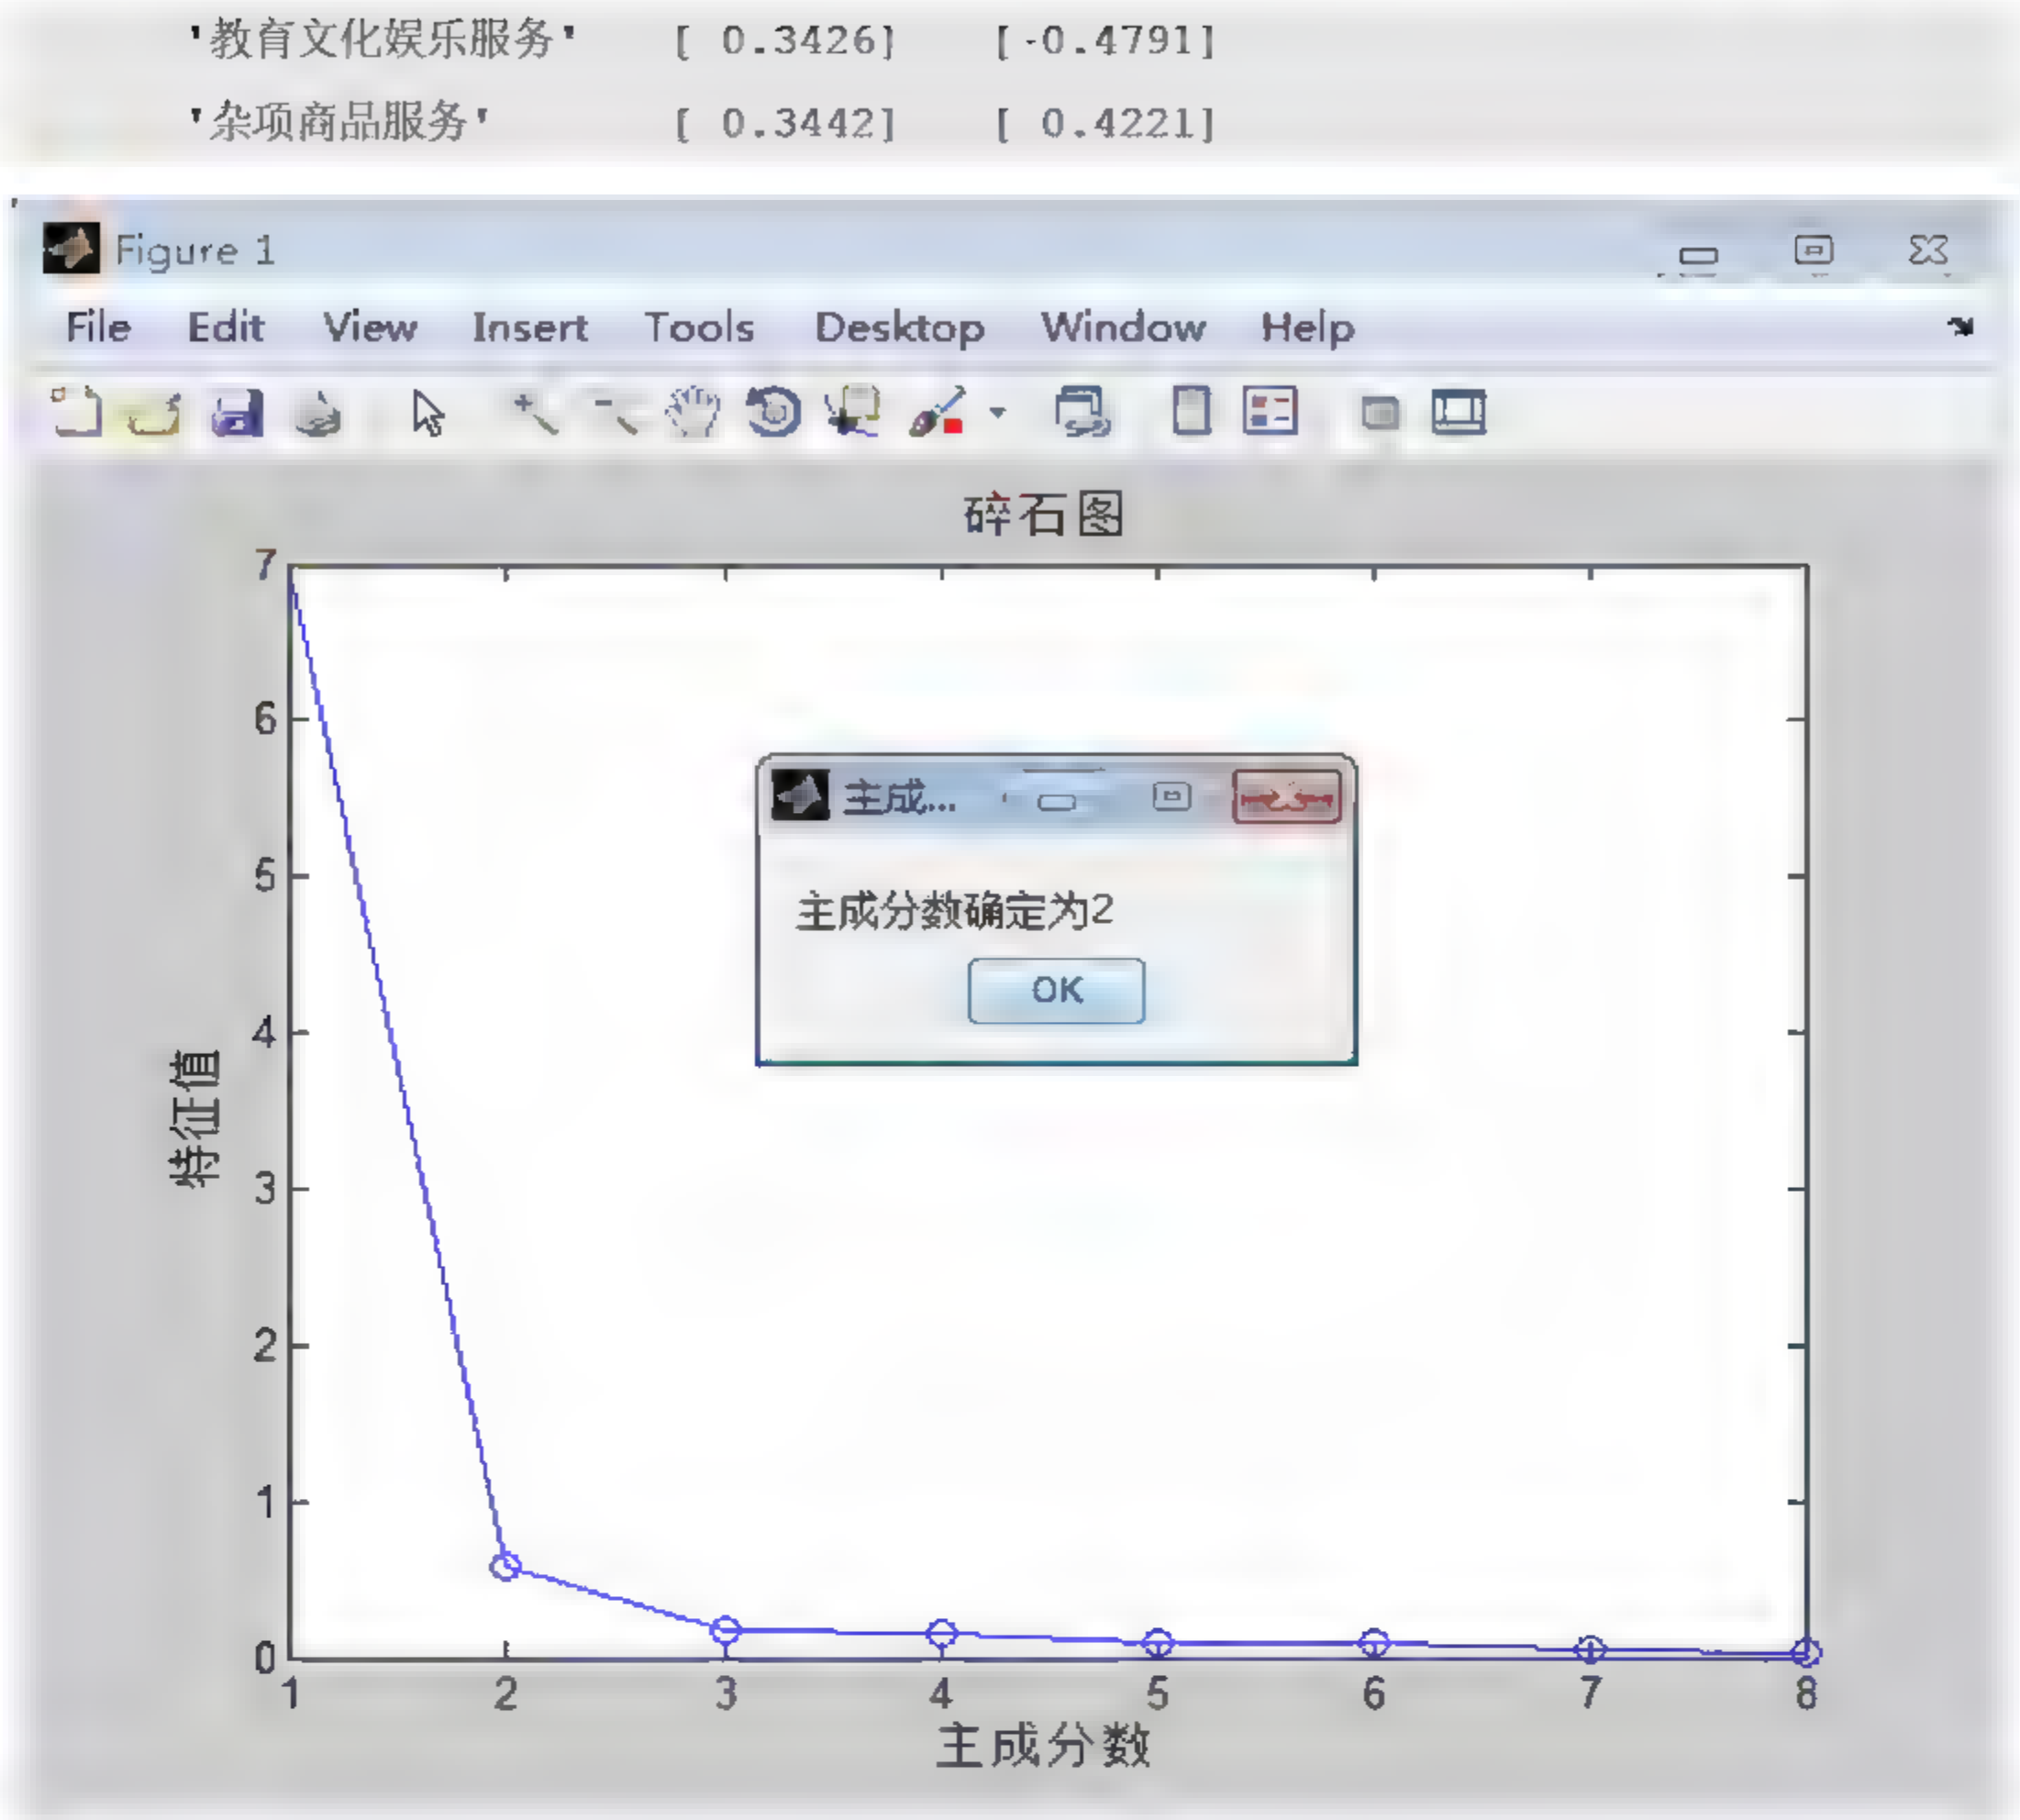 '教育文化娱乐服务' [ 0.3426] [-0.4791]
'杂项商品服务' [ 0.3442] [ 0.4221]
Figure 1
File Edit View Insert Tools Desktop Window Help
碎石图
7
6
5
4
3
2
1
0
特征值
主成...
主成分数确定为2
OK
1 2 3 4 5 6 7 8
主成分数